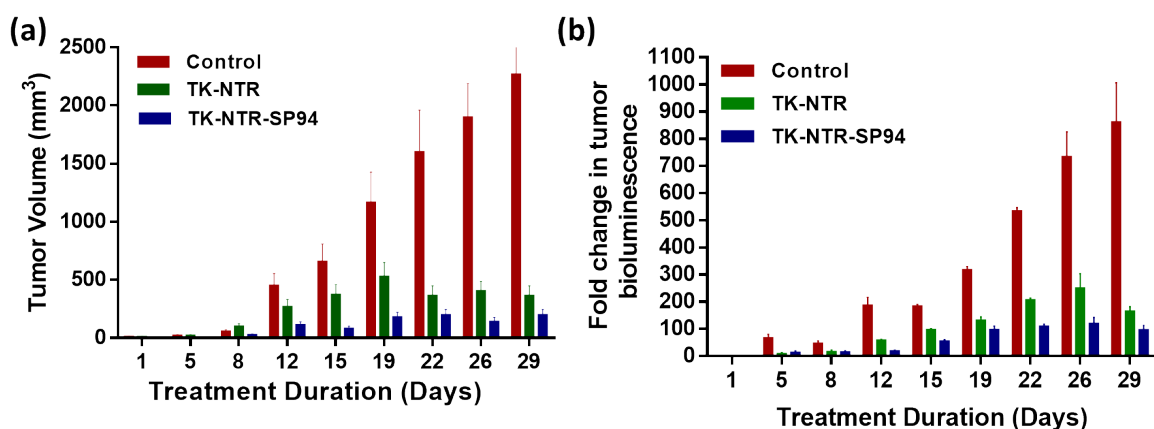 (a)
Tumor Volume (mm³)
2500
2000
1500
1000
500
0
Control
TK-NTR
TK-NTR-SP94
1 5 8 12 15 19 22 26 29
Treatment Duration (Days)
(b)
Fold change in tumor
bioluminescence
1100
1000
900
800
700
600
500
400
300
200
100
0
Control
TK-NTR
TK-NTR-SP94
1 5 8 12 15 19 22 26 29
Treatment Duration (Days)